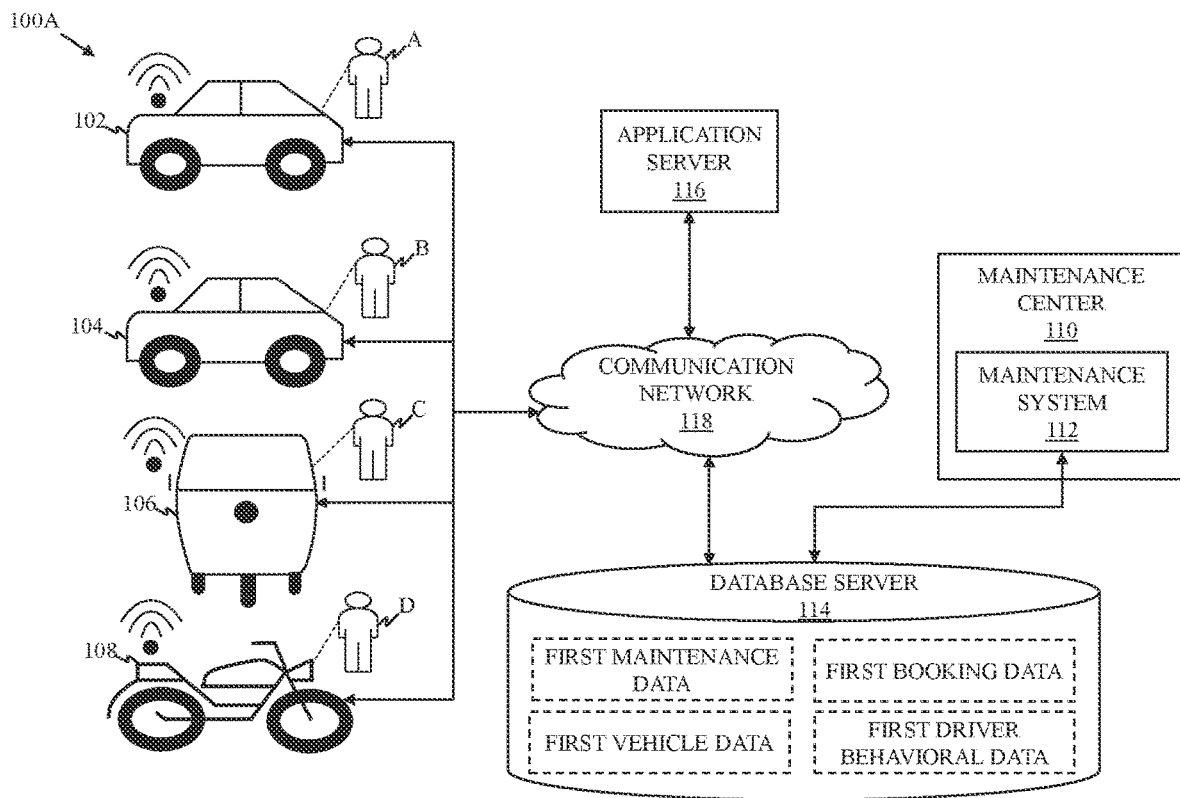 100A
A
102
B
104
C
106
D
108
APPLICATION
SERVER
116
MAINTENANCE
CENTER
110
MAINTENANCE
SYSTEM
112
COMMUNICATION
NETWORK
118
DATABASE SERVER
114
FIRST MAINTENANCE
DATA
FIRST BOOKING DATA
FIRST VEHICLE DATA
FIRST DRIVER
BEHAVIORAL DATA